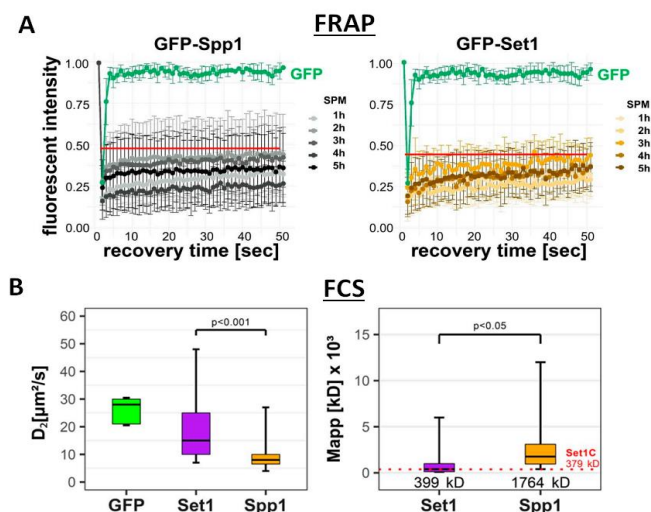 A
FRAP
GFP-Spp1
GFP-Set1
fluorescent intensity
1.00
0.75
0.50
0.25
0.00
GFP
SPM
1h
2h
3h
4h
5h
0 10 20 30 40 50
recovery time [sec]
1.00
0.75
0.50
0.25
0.00
GFP
SPM
1h
2h
3h
4h
5h
0 10 20 30 40 50
recovery time [sec]
B
FCS
D₂[µm²/s]
60
50
40
30
20
10
0
p<0.001
GFP Set1 Spp1
Mapp [kD] x 10³
15
10
5
0
p<0.05
Set1C
379 kD
399 kD 1764 kD
Set1 Spp1